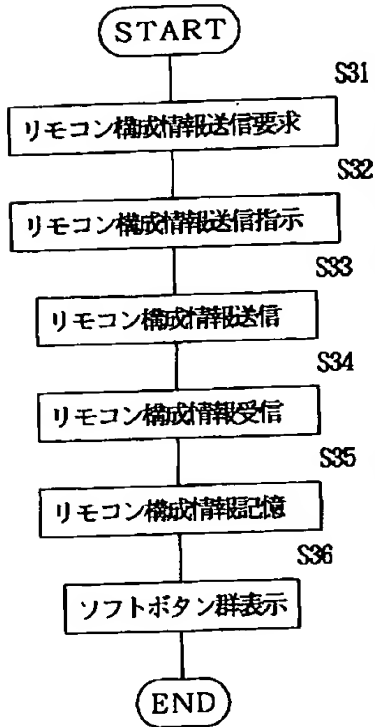 START
S31
リモコン構成情報送信要求
S32
リモコン構成情報送信指示
S33
リモコン構成情報送信
S34
リモコン構成情報受信
S35
リモコン構成情報記憶
S36
ソフトボタン群表示
END